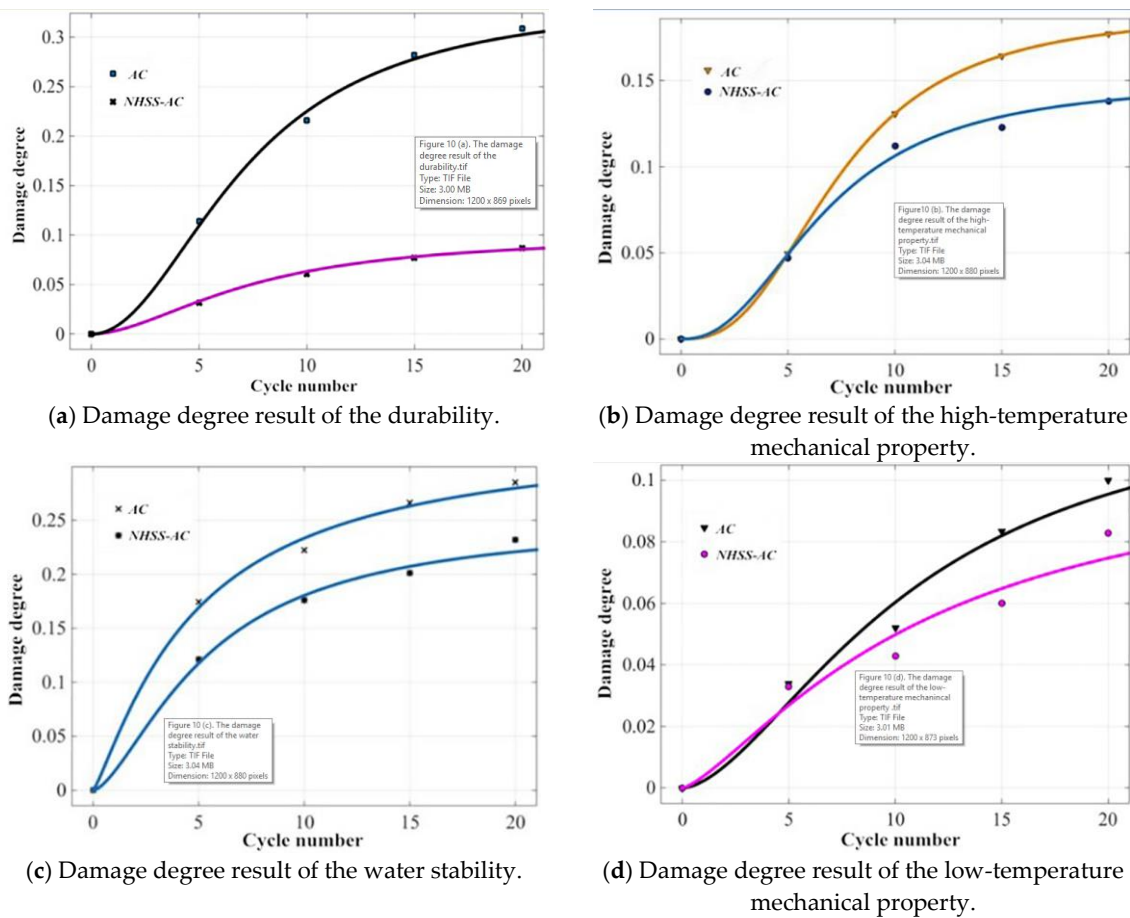 0.3
0.25
0.2
0.15
0.1
0.05
0
Damage degree
AC
NHSS-AC
Figure 10 (a). The damage
degree result of the
durability.tif
Type: TIF File
Size: 3.00 MB
Dimension: 1200 x 869 pixels
0 5 10 15 20
Cycle number
(a) Damage degree result of the durability.
0.15
0.1
0.05
0
Damage degree
AC
NHSS-AC
Figure10 (b). The damage
degree result of the high-
temperature mechanical
property.tif
Type: TIF File
Size: 3.04 MB
Dimension: 1200 x 880 pixels
0 5 10 15 20
Cycle number
(b) Damage degree result of the high-temperature
mechanical property.
0.25
0.2
0.15
0.1
0.05
0
Damage degree
AC
NHSS-AC
Figure 10 (c). The damage
degree result of the water
stability.tif
Type: TIF File
Size: 3.04 MB
Dimension: 1200 x 880 pixels
0 5 10 15 20
Cycle number
(c) Damage degree result of the water stability.
0.1
0.08
0.06
0.04
0.02
0
Damage degree
AC
NHSS-AC
Figure 10 (d). The damage
degree result of the low-
temperature mechanincal
property .tif
Type: TIF File
Size: 3.01 MB
Dimension: 1200 x 873 pixels
0 5 10 15 20
Cycle number
(d) Damage degree result of the low-temperature
mechanical property.